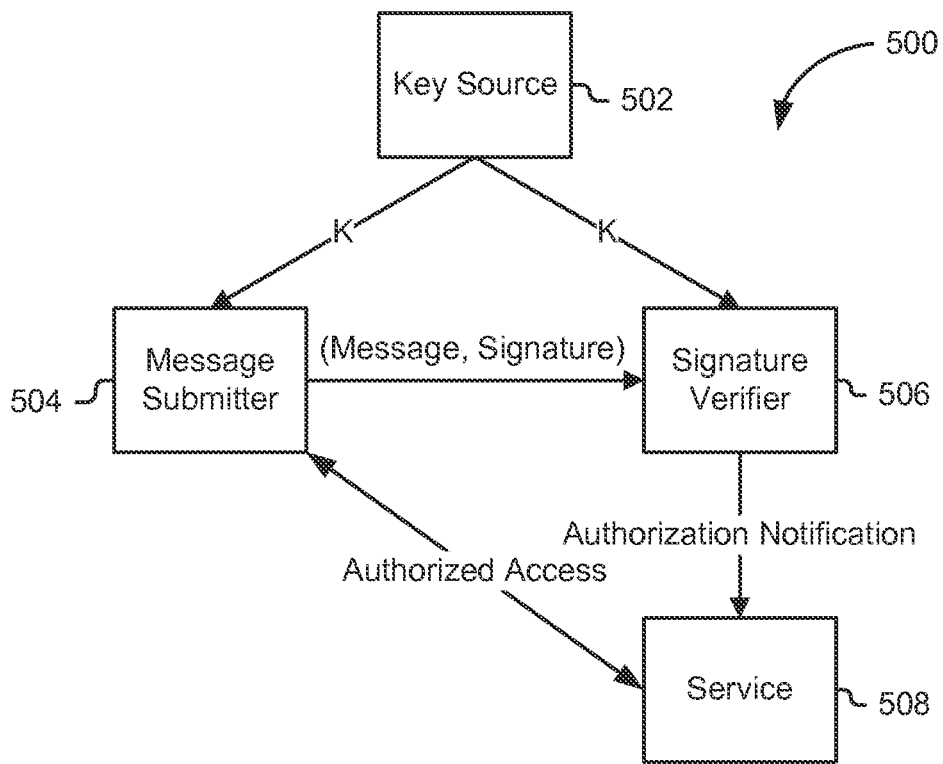 500
Key Source
502
K
K
Message
Submitter
504
(Message, Signature)
Signature
Verifier
506
Authorization Notification
Authorized Access
Service
508